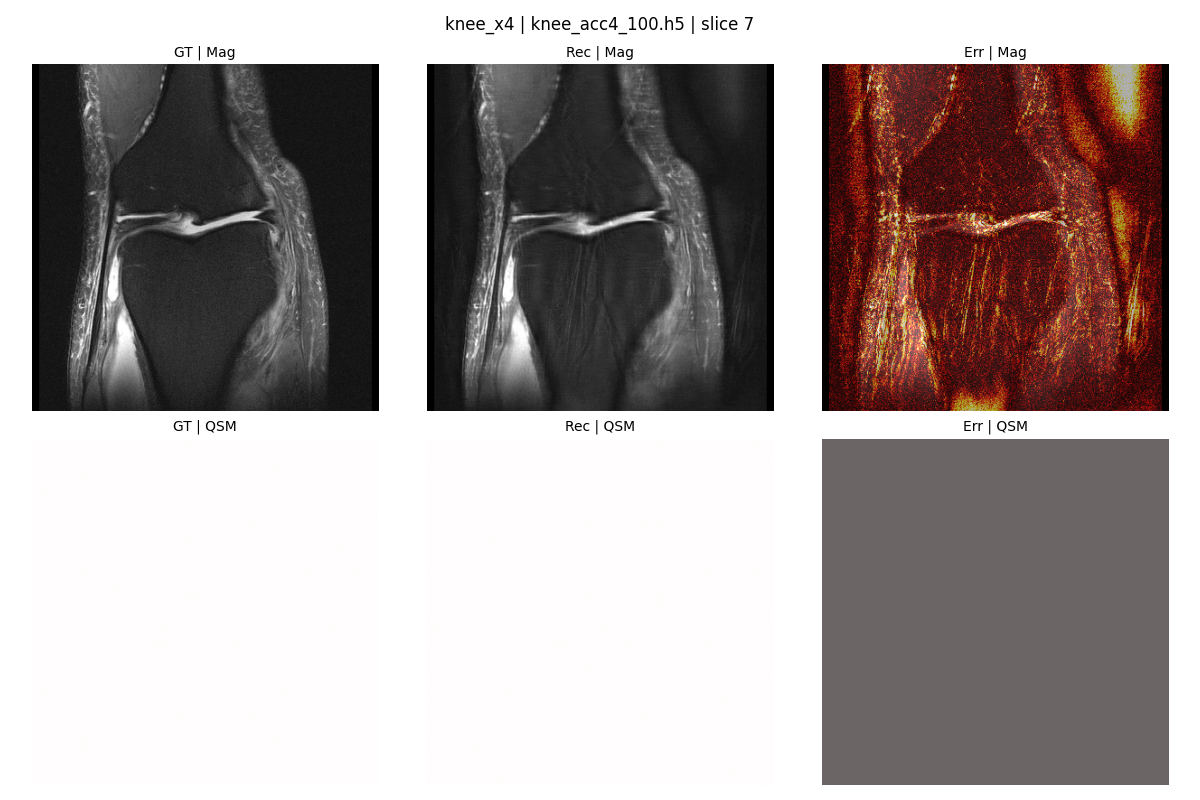 knee_x4 | knee_acc4_100.h5 | slice 7
GT | Mag
Rec | Mag
Err | Mag
GT | QSM
Rec | QSM
Err | QSM